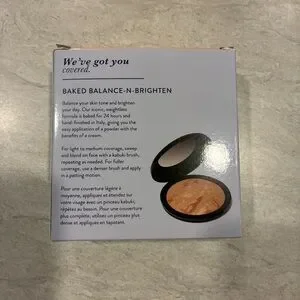 We've got you
covered.
BAKED BALANCE-N-BRIGHTEN
Balance your skin tone and brighten
your day. Our iconic, weightless
formula is baked for 24 hours and
hand-finished in Italy, giving you the
easy application of a powder with the
benefits of a cream.
For light to medium coverage, sweep
and blend on face with a kabuki brush,
repeating as needed. For fuller
coverage, use a denser brush and apply
in a patting motion.
Pour une couverture légère à
moyenne, appliquez et étendez sur
votre visage avec un pinceau kabuki,
répétez au besoin. Pour une couverture
plus complète, utilisez un pinceau plus
dense et appliquez en tapotant.